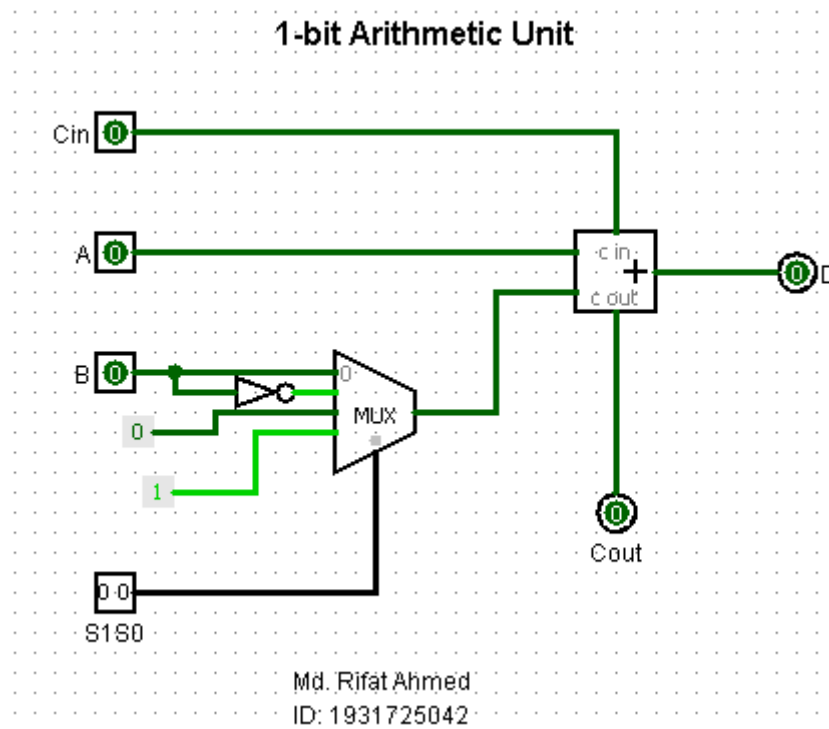 1-bit Arithmetic Unit
Cin 0
A 0
c in
+
c out
0 D
B 0
0
MUX
0
1
0
Cout
0 0
S1S0
Md. Rifat Ahmed
ID: 1931725042